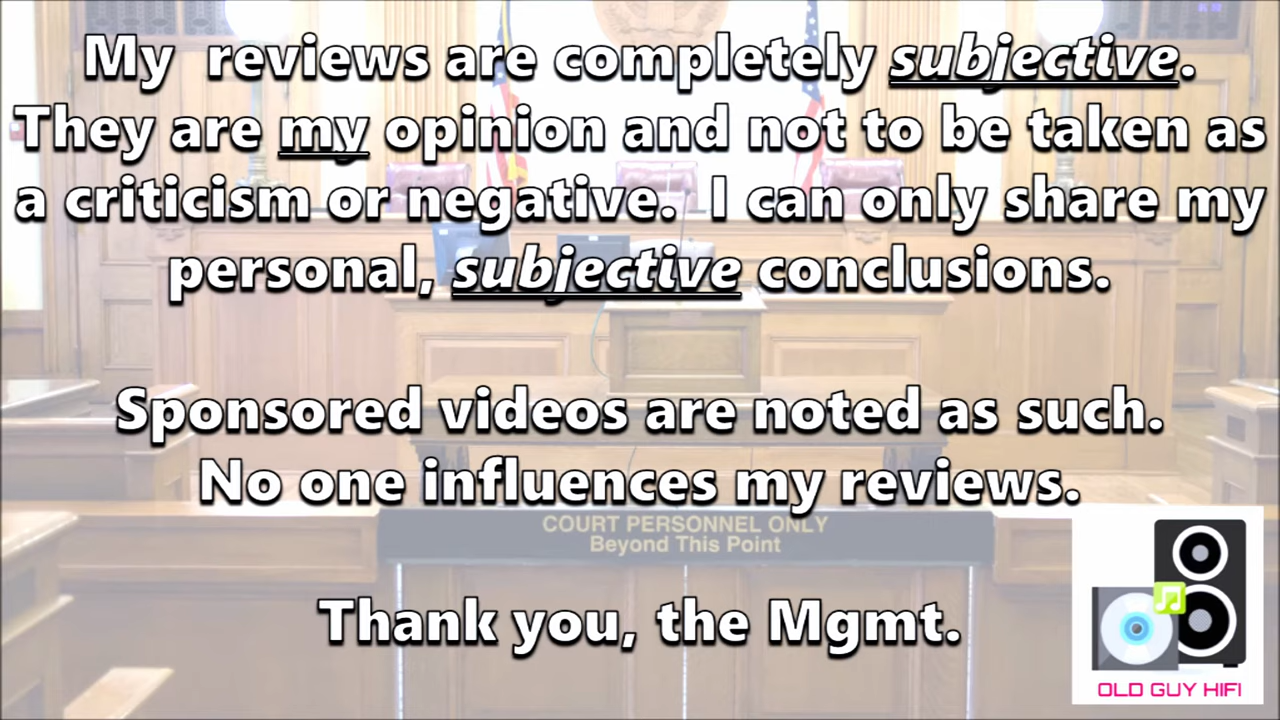 My  reviews are completely subjective.
They are my opinion and not to be taken as
a criticism or negative.  I can only share my
personal, subjective conclusions.
Sponsored videos are noted as such.
No one influences my reviews.
COURT PERSONNEL ONLY
Beyond This Point
Thank you, the Mgmt.
OLD GUY HIFI